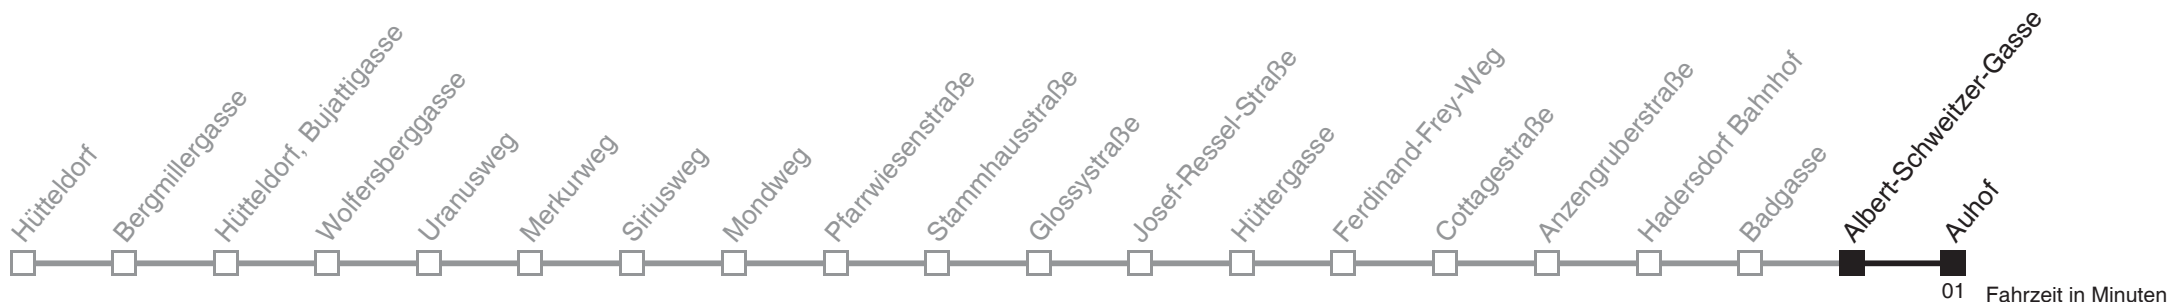 Hütteldorf
Bergmillergasse
Hütteldorf, Bujattigasse
Wolfersberggasse
Uranusweg
Merkurweg
Siriusweg
Mondweg
Pfarrwiesenstraße
Stammhausstraße
Glossystraße
Josef-Ressel-Straße
Hüttergasse
Ferdinand-Frey-Weg
Cottagestraße
Anzengruberstraße
Hadersdorf Bahnhof
Badgasse
Albert-Schweitzer-Gasse
Auhof
01 Fahrzeit in Minuten